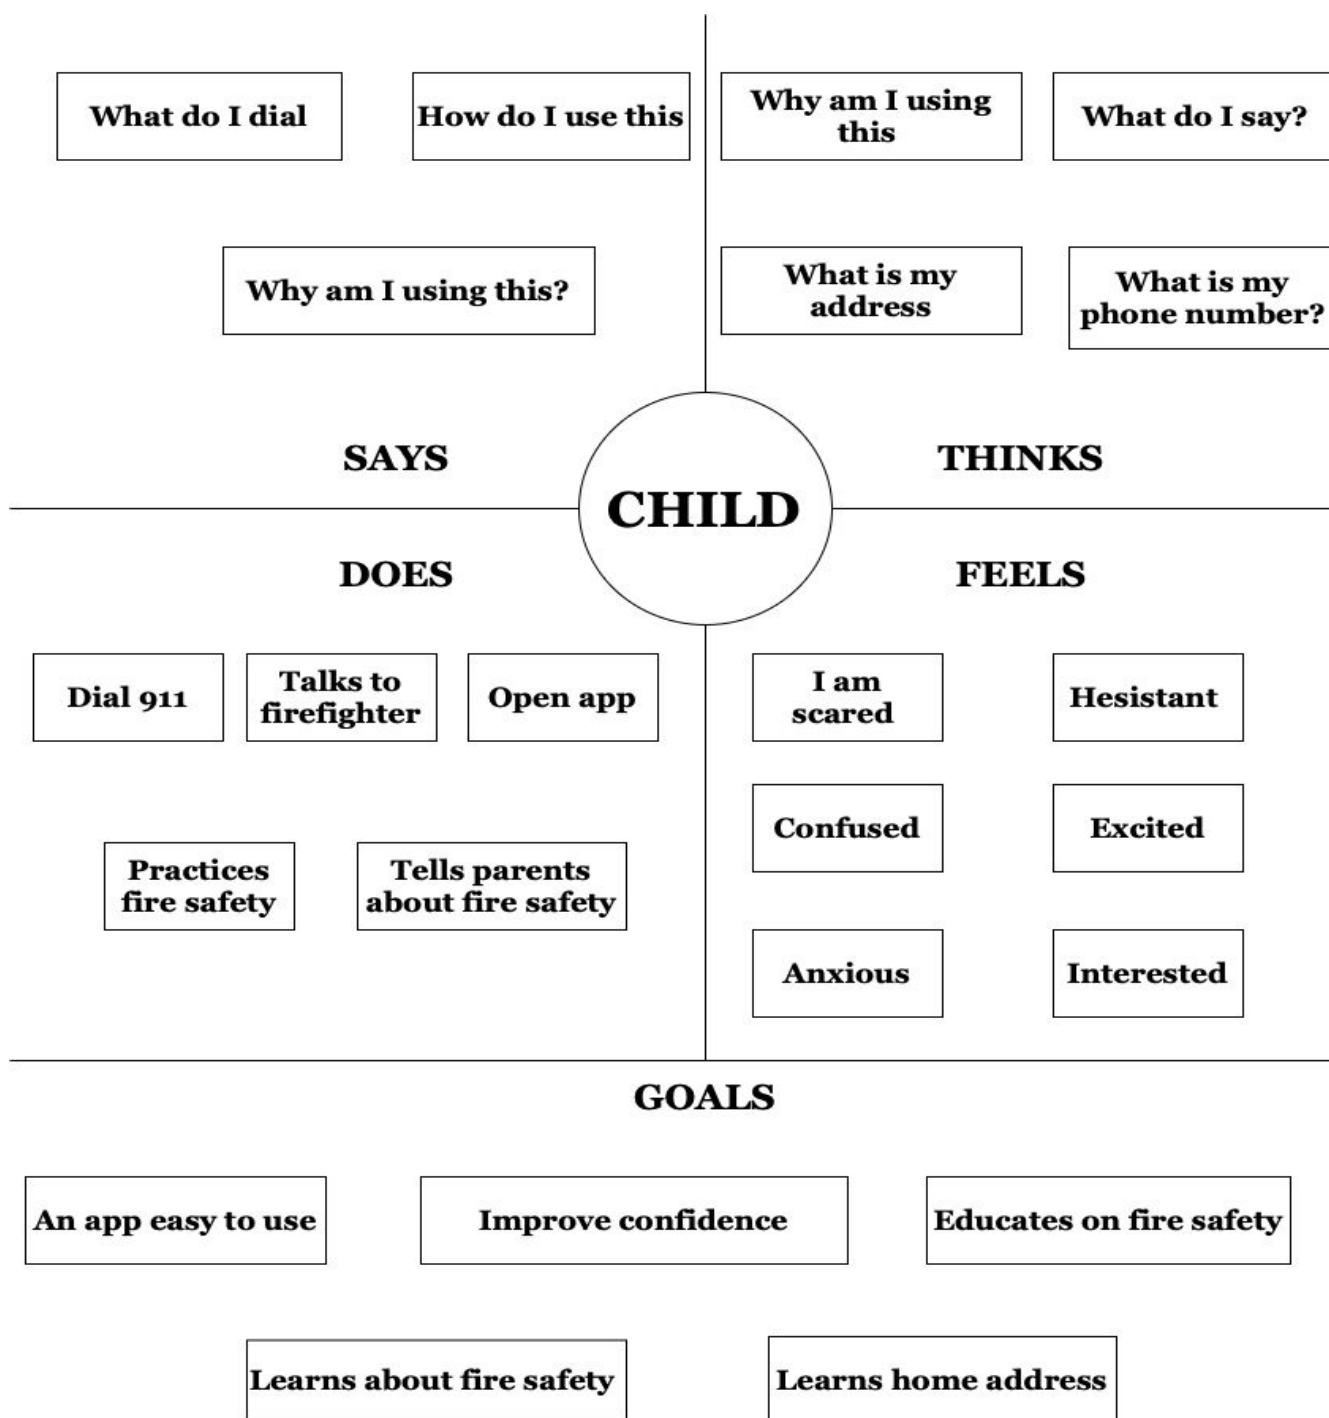 What do I dial
How do I use this
Why am I using
this
What do I say?
Why am I using this?
What is my
address
What is my
phone number?
SAYS
THINKS
CHILD
DOES
FEELS
Dial 911
Talks to
firefighter
Open app
I am
scared
Hesistant
Confused
Excited
Practices
fire safety
Tells parents
about fire safety
Anxious
Interested
GOALS
An app easy to use
Improve confidence
Educates on fire safety
Learns about fire safety
Learns home address